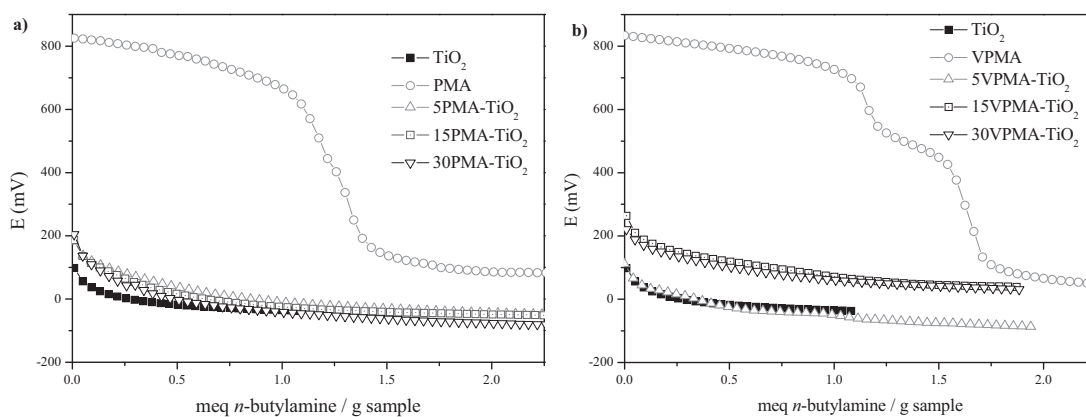 a)
TiO₂
PMA
5PMA-TiO₂
15PMA-TiO₂
30PMA-TiO₂
E (mV)
800
600
400
200
0
-200
0.0 0.5 1.0 1.5 2.0
meq n-butylamine / g sample
b)
TiO₂
VPMA
5VPMA-TiO₂
15VPMA-TiO₂
30VPMA-TiO₂
E (mV)
800
600
400
200
0
-200
0.0 0.5 1.0 1.5 2.0
meq n-butylamine / g sample